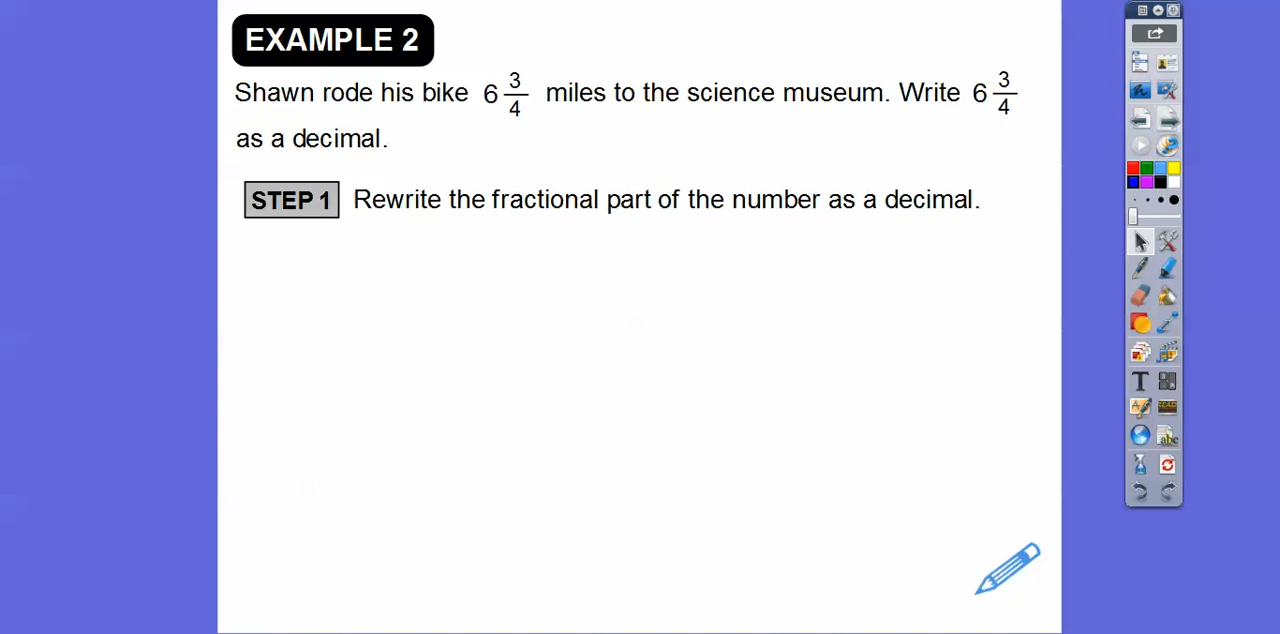 EXAMPLE 2
Shawn rode his bike 6 3/4 miles to the science museum. Write 6 3/4
as a decimal.
STEP 1 Rewrite the fractional part of the number as a decimal.